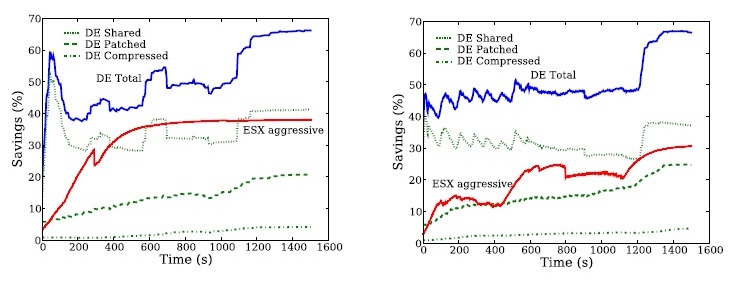 70
60
50
40
30
20
10
0
Savings (%)
DE Shared
DE Patched
DE Compressed
DE Total
ESX aggressive
0 200 400 600 800 1000 1200 1400 1600
Time (s)
70
60
50
40
30
20
10
0
Savings (%)
DE Shared
DE Patched
DE Compressed
DE Total
ESX aggressive
0 200 400 600 800 1000 1200 1400 1600
Time (s)